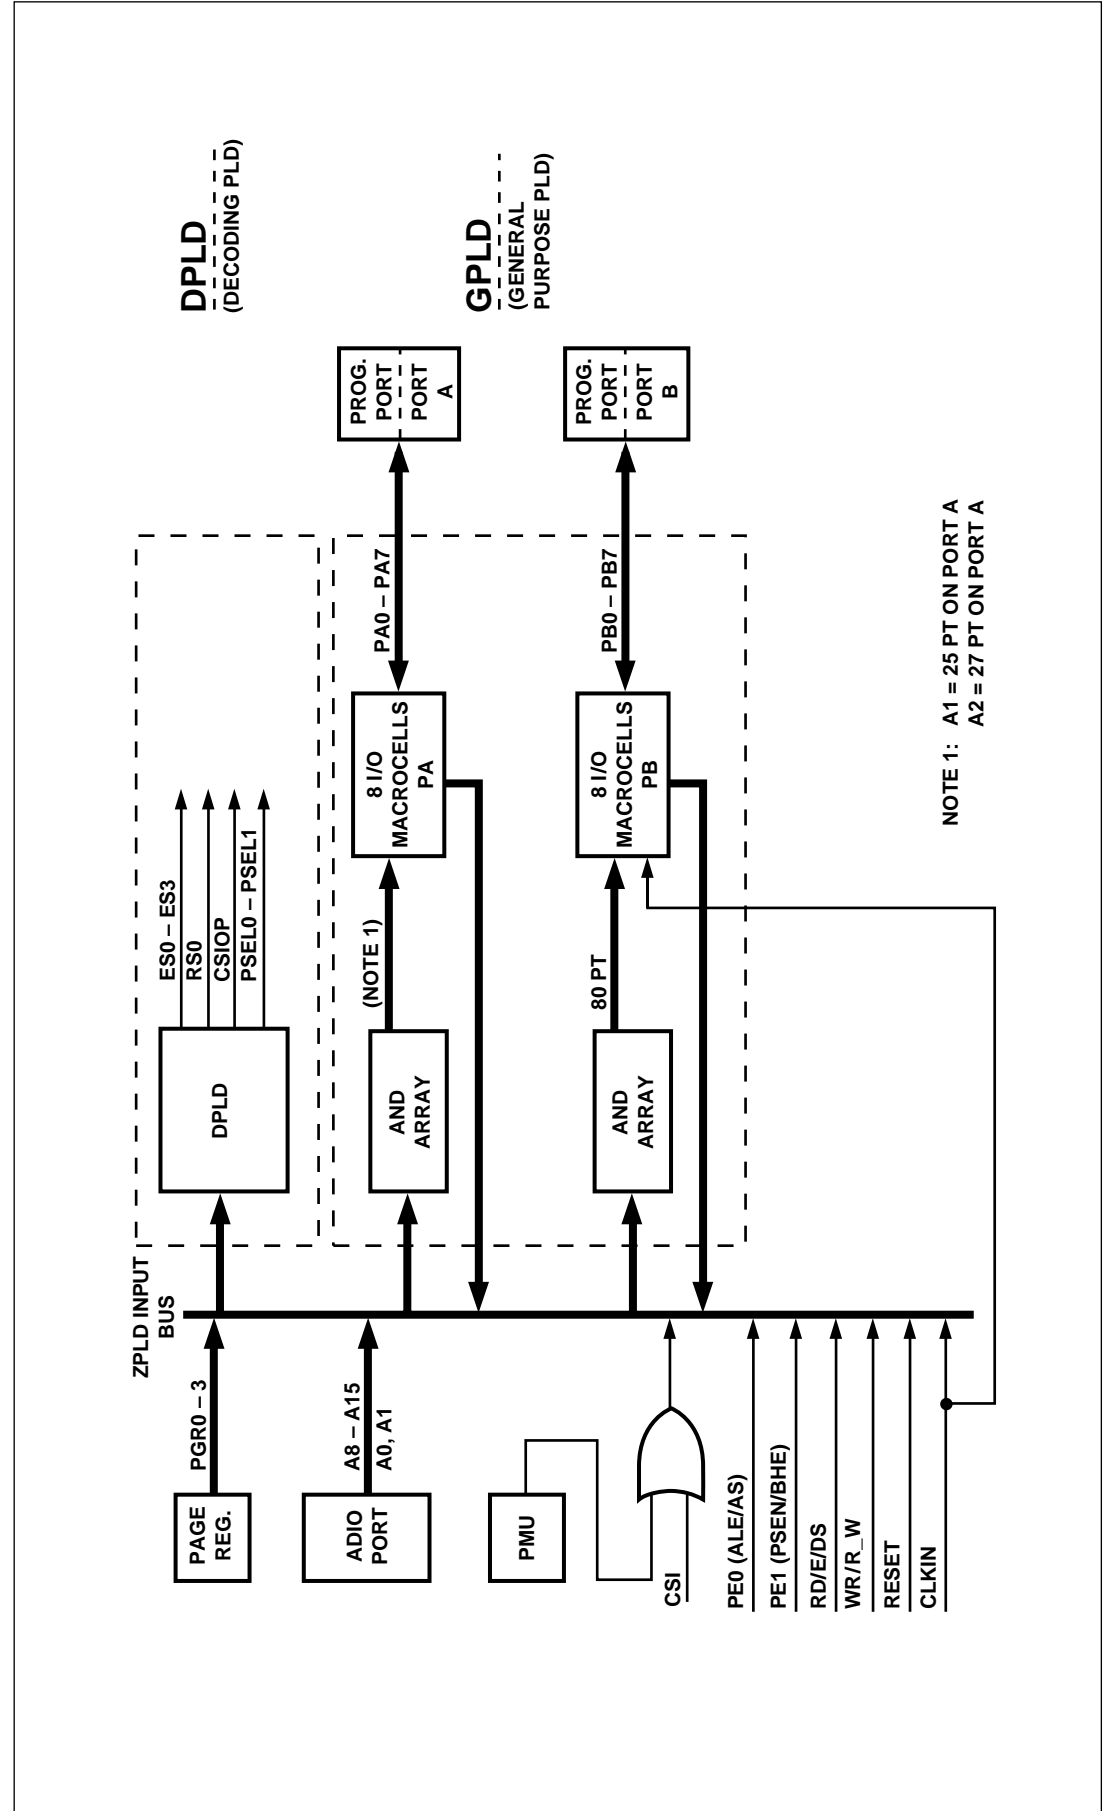 ZPLD INPUT
BUS
PAGE
REG.
PGR0 – 3
ADIO
PORT
A8 – A15
A0, A1
PMU
CSI
PE0 (ALE/AS)
PE1 (PSEN/BHE)
RD/E/DS
WR/R_W
RESET
CLKIN
DPLD
ES0 – ES3
RS0
CSIOP
PSEL0 – PSEL1
AND
ARRAY
(NOTE 1)
8 I/O
MACROCELLS
PA
PA0 – PA7
PROG.
PORT
PORT
A
AND
ARRAY
80 PT
8 I/O
MACROCELLS
PB
PB0 – PB7
PROG.
PORT
PORT
B
DPLD
(DECODING PLD)
GPLD
(GENERAL
PURPOSE PLD)
NOTE 1: A1 = 25 PT ON PORT A
A2 = 27 PT ON PORT A